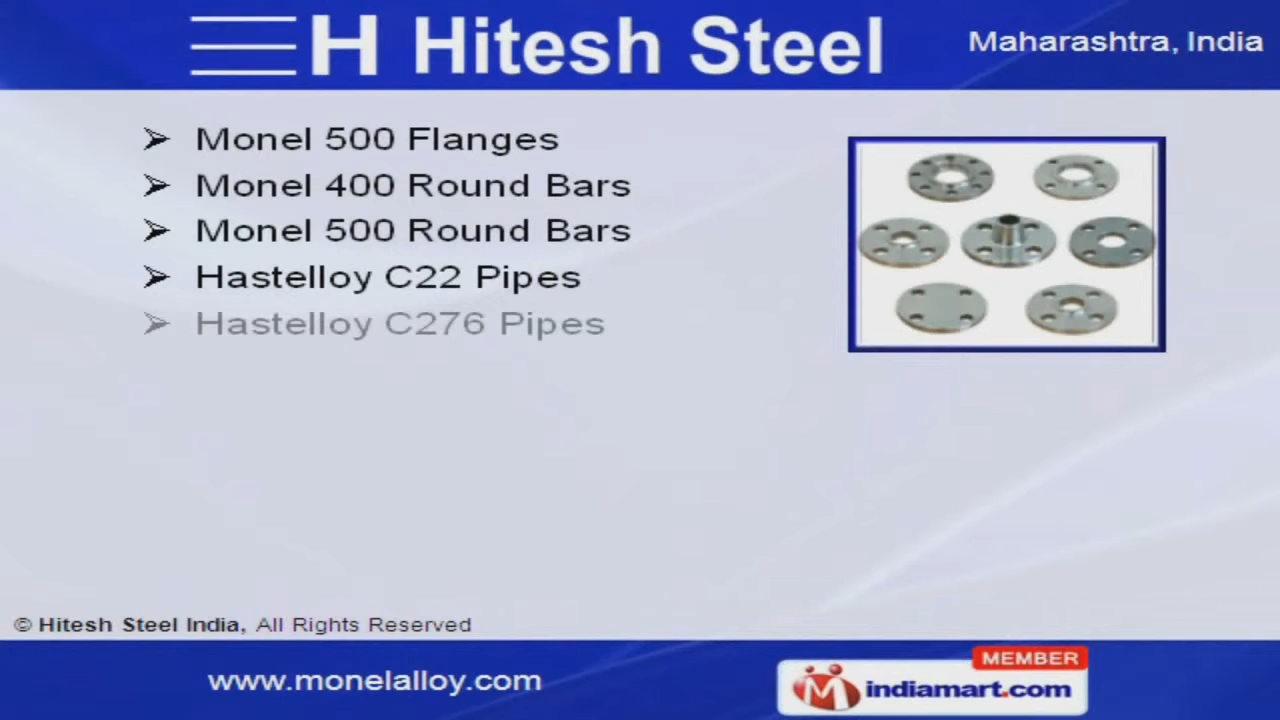 H Hitesh Steel
Maharashtra, India
➢ Monel 500 Flanges
➢ Monel 400 Round Bars
➢ Monel 500 Round Bars
➢ Hastelloy C22 Pipes
➢ Hastelloy C276 Pipes
© Hitesh Steel India, All Rights Reserved
www.monelalloy.com
MEMBER
M indiamart.com